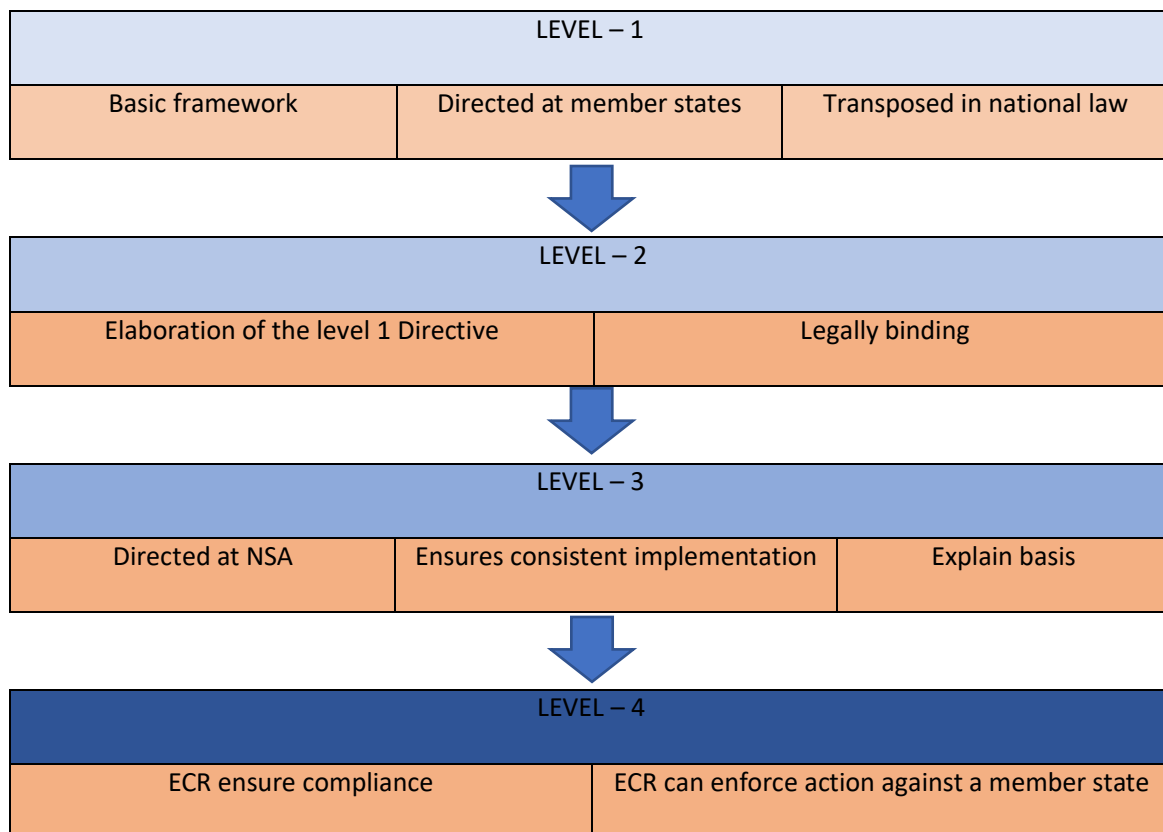 LEVEL – 1
Basic framework
Directed at member states
Transposed in national law
LEVEL – 2
Elaboration of the level 1 Directive
Legally binding
LEVEL – 3
Directed at NSA
Ensures consistent implementation
Explain basis
LEVEL – 4
ECR ensure compliance
ECR can enforce action against a member state